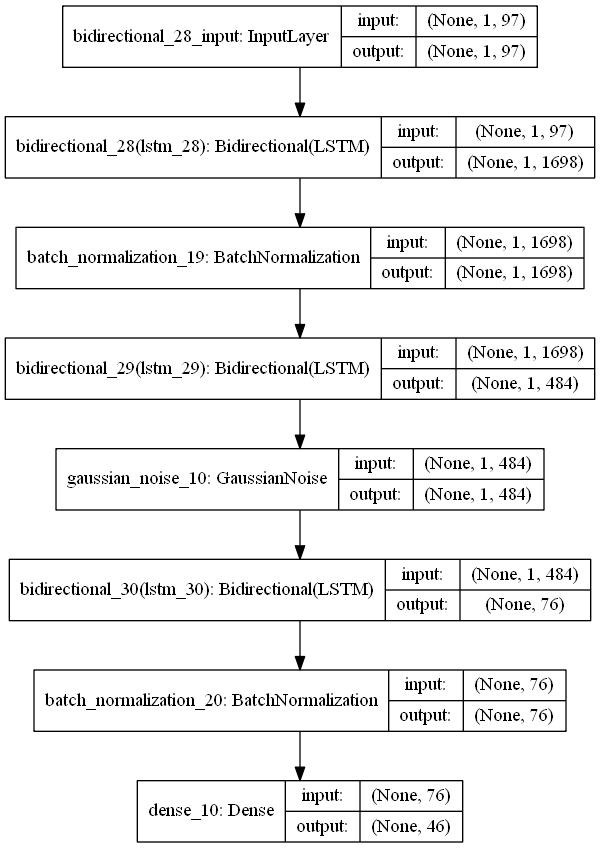 bidirectional_28_input: InputLayer
input: (None, 1, 97)
output: (None, 1, 97)
bidirectional_28(lstm_28): Bidirectional(LSTM)
input: (None, 1, 97)
output: (None, 1, 1698)
batch_normalization_19: BatchNormalization
input: (None, 1, 1698)
output: (None, 1, 1698)
bidirectional_29(lstm_29): Bidirectional(LSTM)
input: (None, 1, 1698)
output: (None, 1, 484)
gaussian_noise_10: GaussianNoise
input: (None, 1, 484)
output: (None, 1, 484)
bidirectional_30(lstm_30): Bidirectional(LSTM)
input: (None, 1, 484)
output: (None, 76)
batch_normalization_20: BatchNormalization
input: (None, 76)
output: (None, 76)
dense_10: Dense
input: (None, 76)
output: (None, 46)